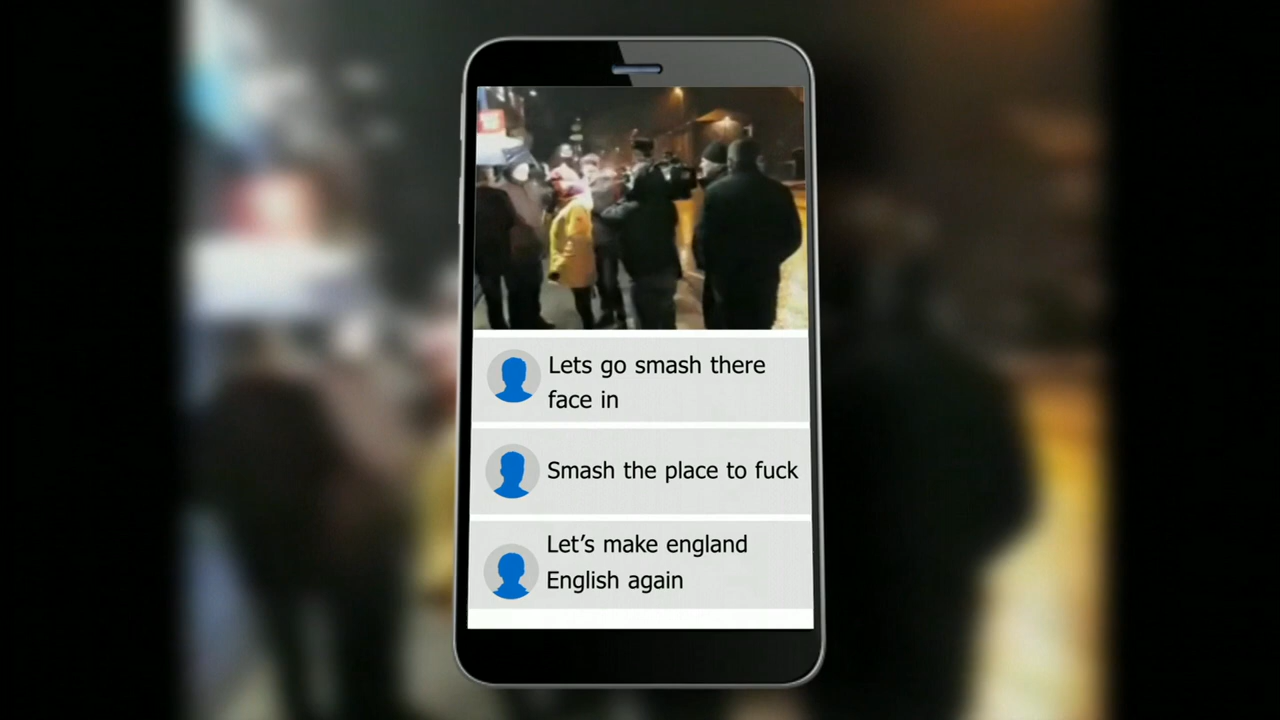 Lets go smash there
face in
Smash the place to fuck
Let's make england
English again